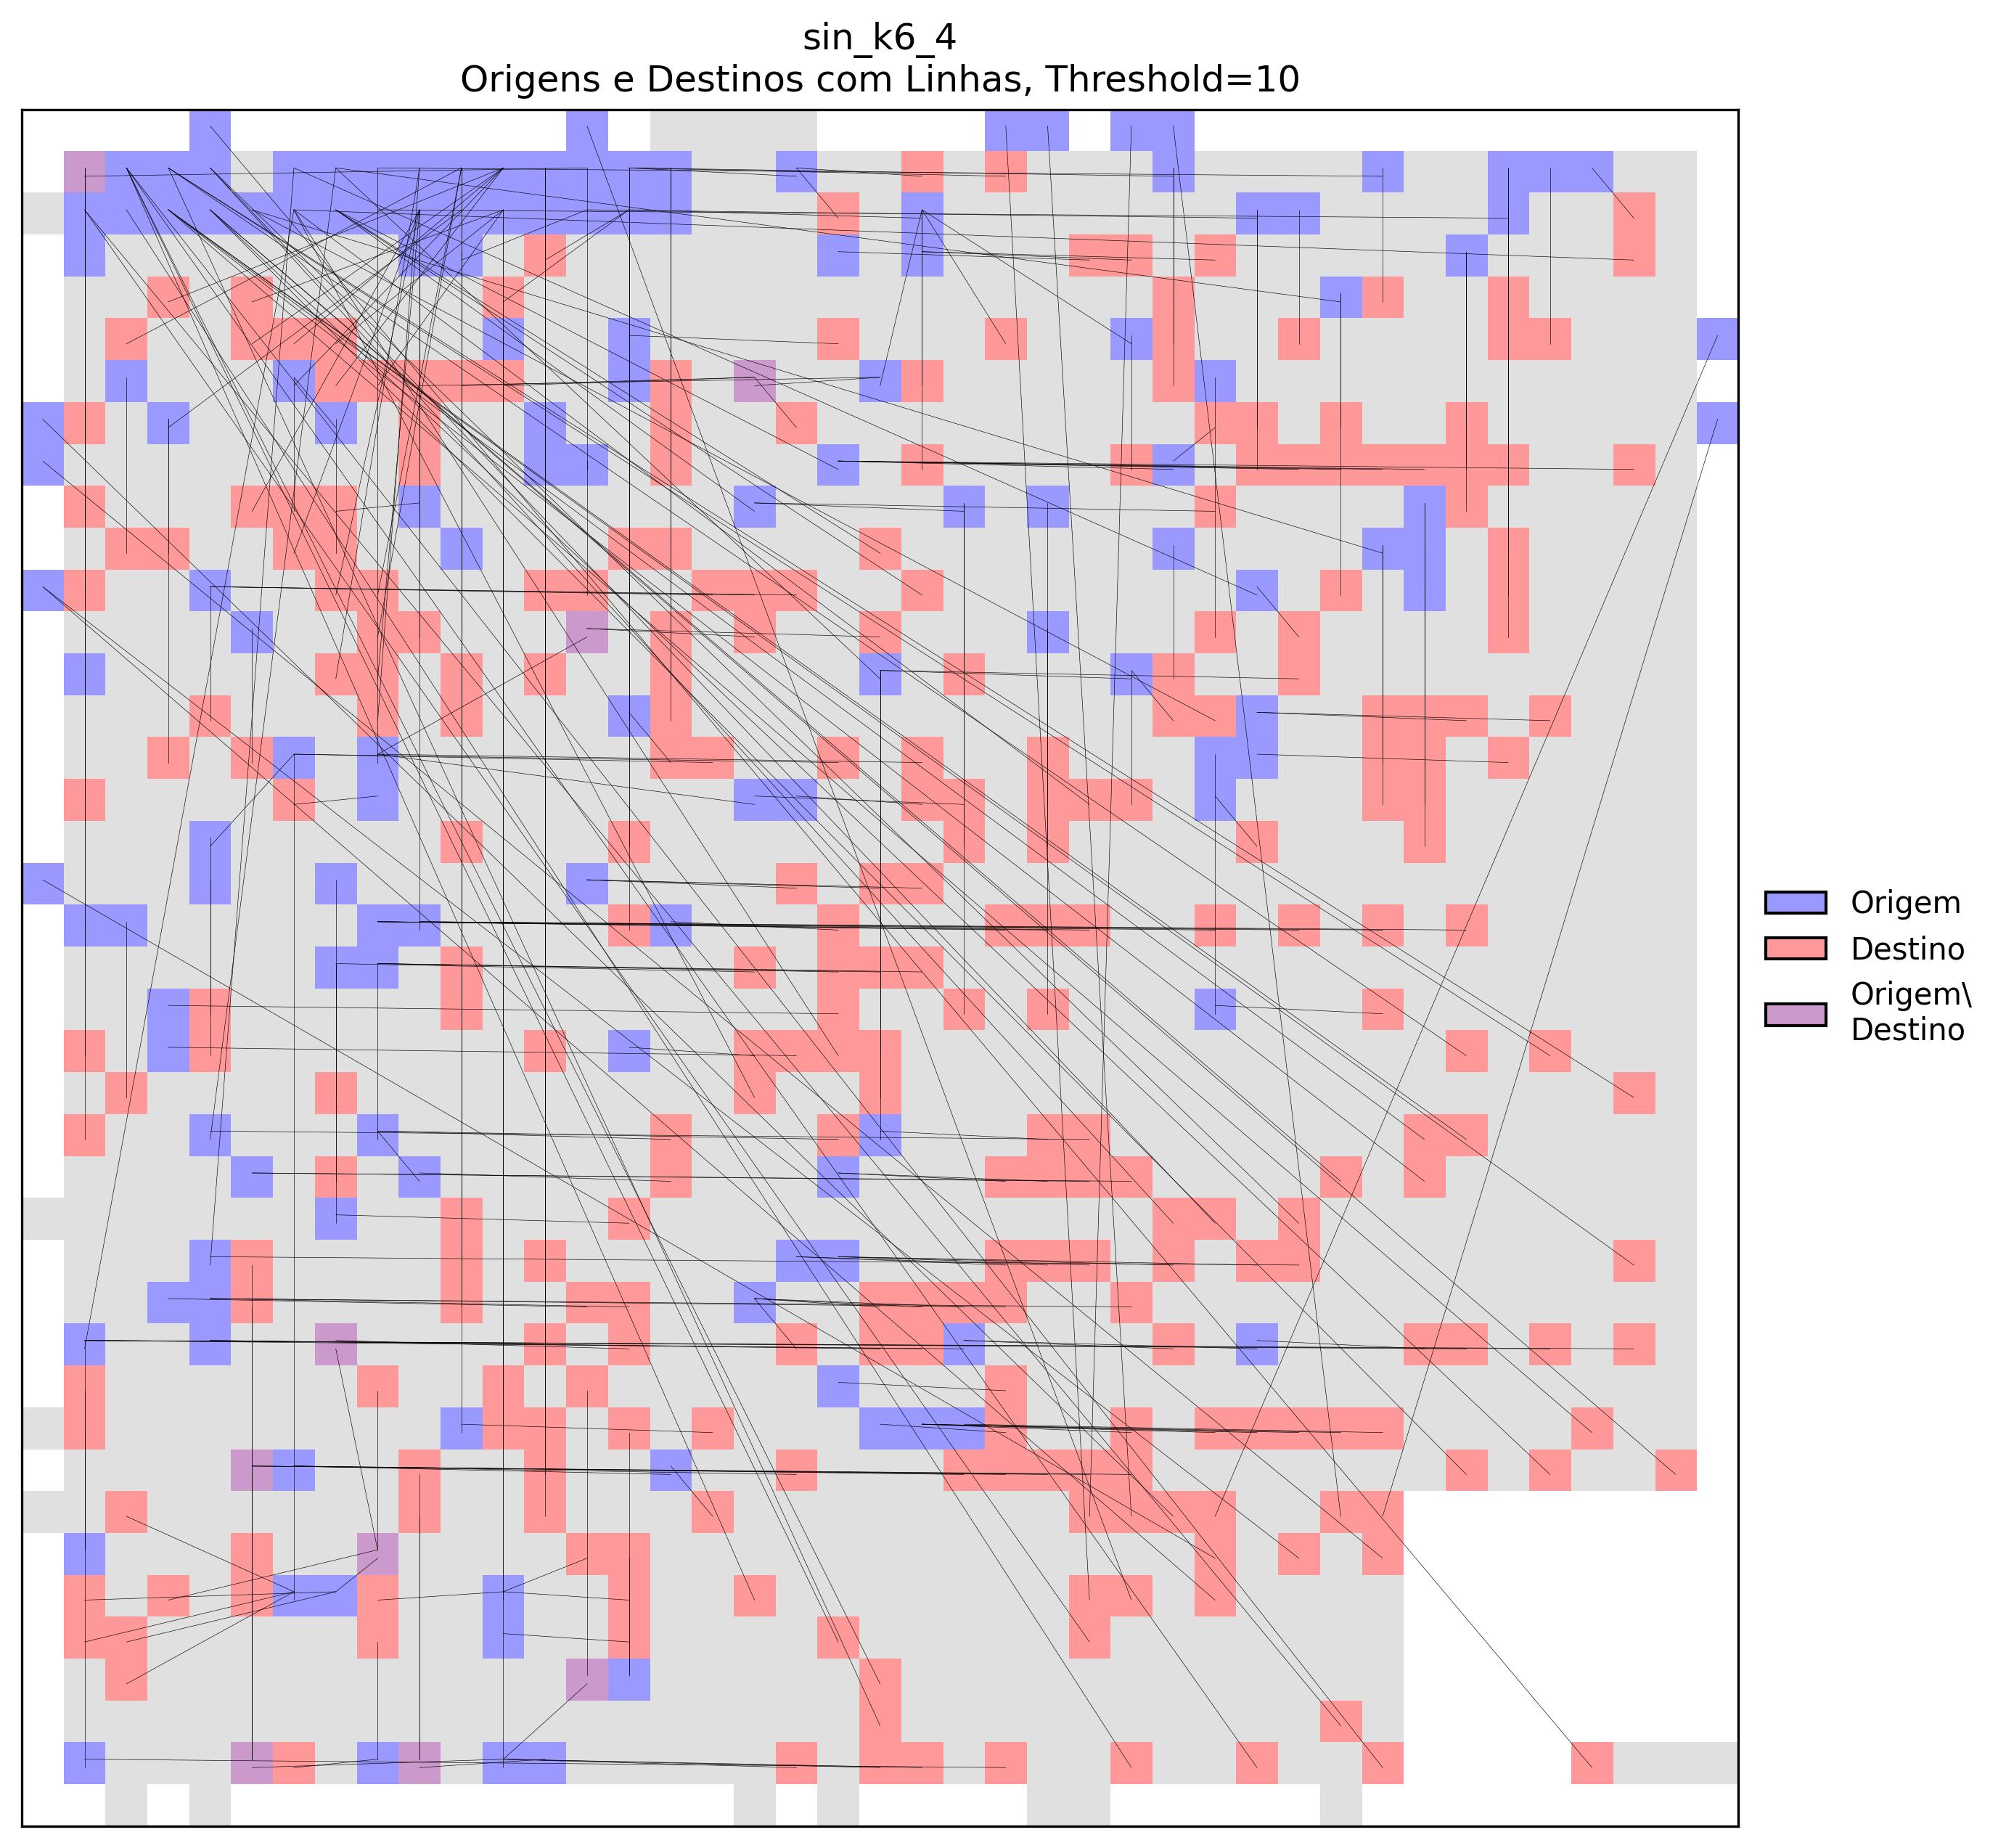 sin_k6_4
Origens e Destinos com Linhas, Threshold=10
Origem
Destino
Origem\
Destino